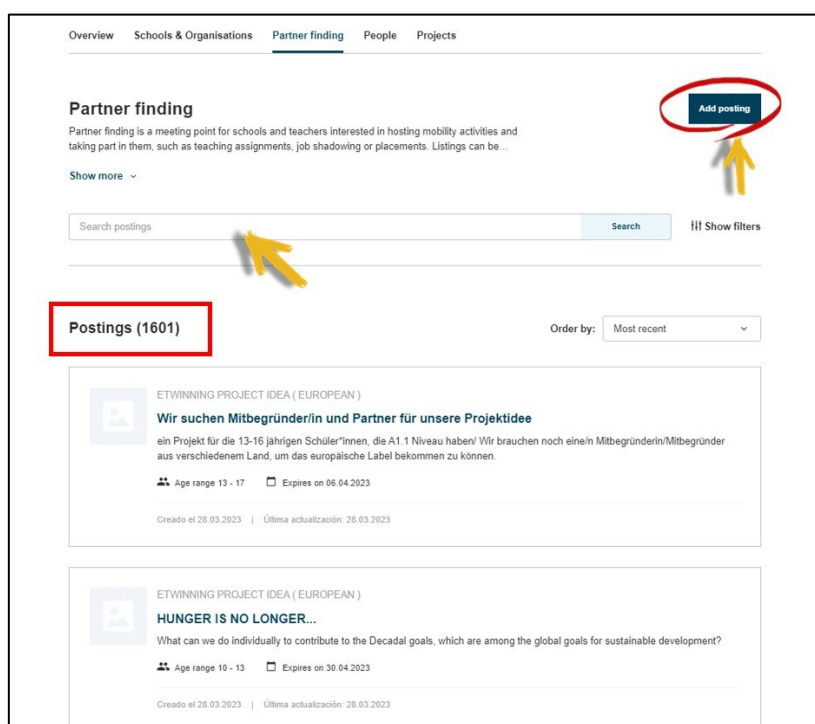 Overview Schools & Organisations Partner finding People Projects
Partner finding
Add posting
Partner finding is a meeting point for schools and teachers interested in hosting mobility activities and
taking part in them, such as teaching assignments, job shadowing or placements. Listings can be...
Show more
Search postings Search Show filters
Postings (1601) Order by: Most recent
ETWINNING PROJECT IDEA ( EUROPEAN )
Wir suchen Mitbegründer/in und Partner für unsere Projektidee
ein Projekt für die 13-16 jährigen Schüler*innen, die A1.1 Niveau haben/ Wir brauchen noch eine/n Mitbegründerin/Mitbegründer
aus verschiedenem Land, um das europäische Label bekommen zu können.
Age range 13 - 17 Expires on 06.04.2023
Creado el 28.03.2023 | Última actualización: 28.03.2023
ETWINNING PROJECT IDEA ( EUROPEAN )
HUNGER IS NO LONGER...
What can we do individually to contribute to the Decadal goals, which are among the global goals for sustainable development?
Age range 10 - 13 Expires on 30.04.2023
Creado el 28.03.2023 | Última actualización: 28.03.2023